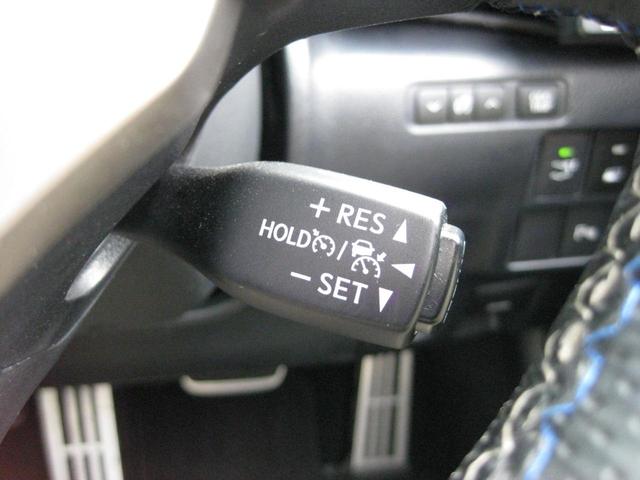 + RES
HOLD /
− SET